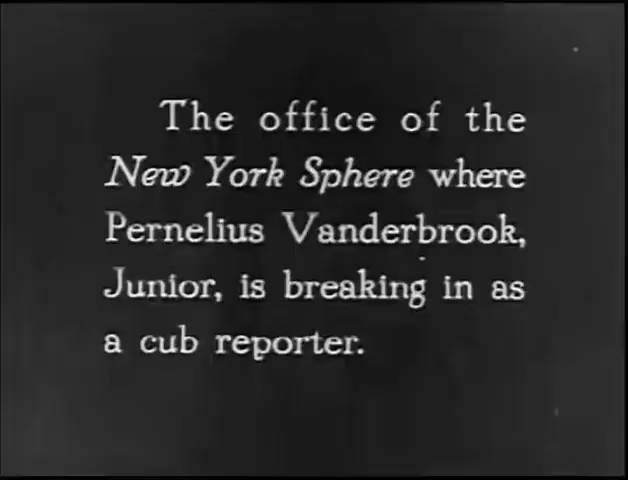 The office of the
New York Sphere where
Pernelius Vanderbrook,
Junior, is breaking in as
a cub reporter.